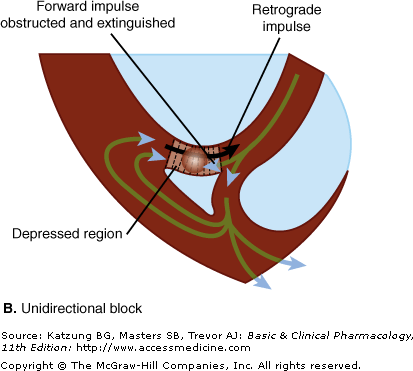 Forward impulse
obstructed and extinguished
Retrograde
impulse
Depressed region
B. Unidirectional block
Source: Katzung BG, Masters SB, Trevor AJ: Basic & Clinical Pharmacology,
11th Edition: http://www.accessmedicine.com
Copyright © The McGraw-Hill Companies, Inc. All rights reserved.